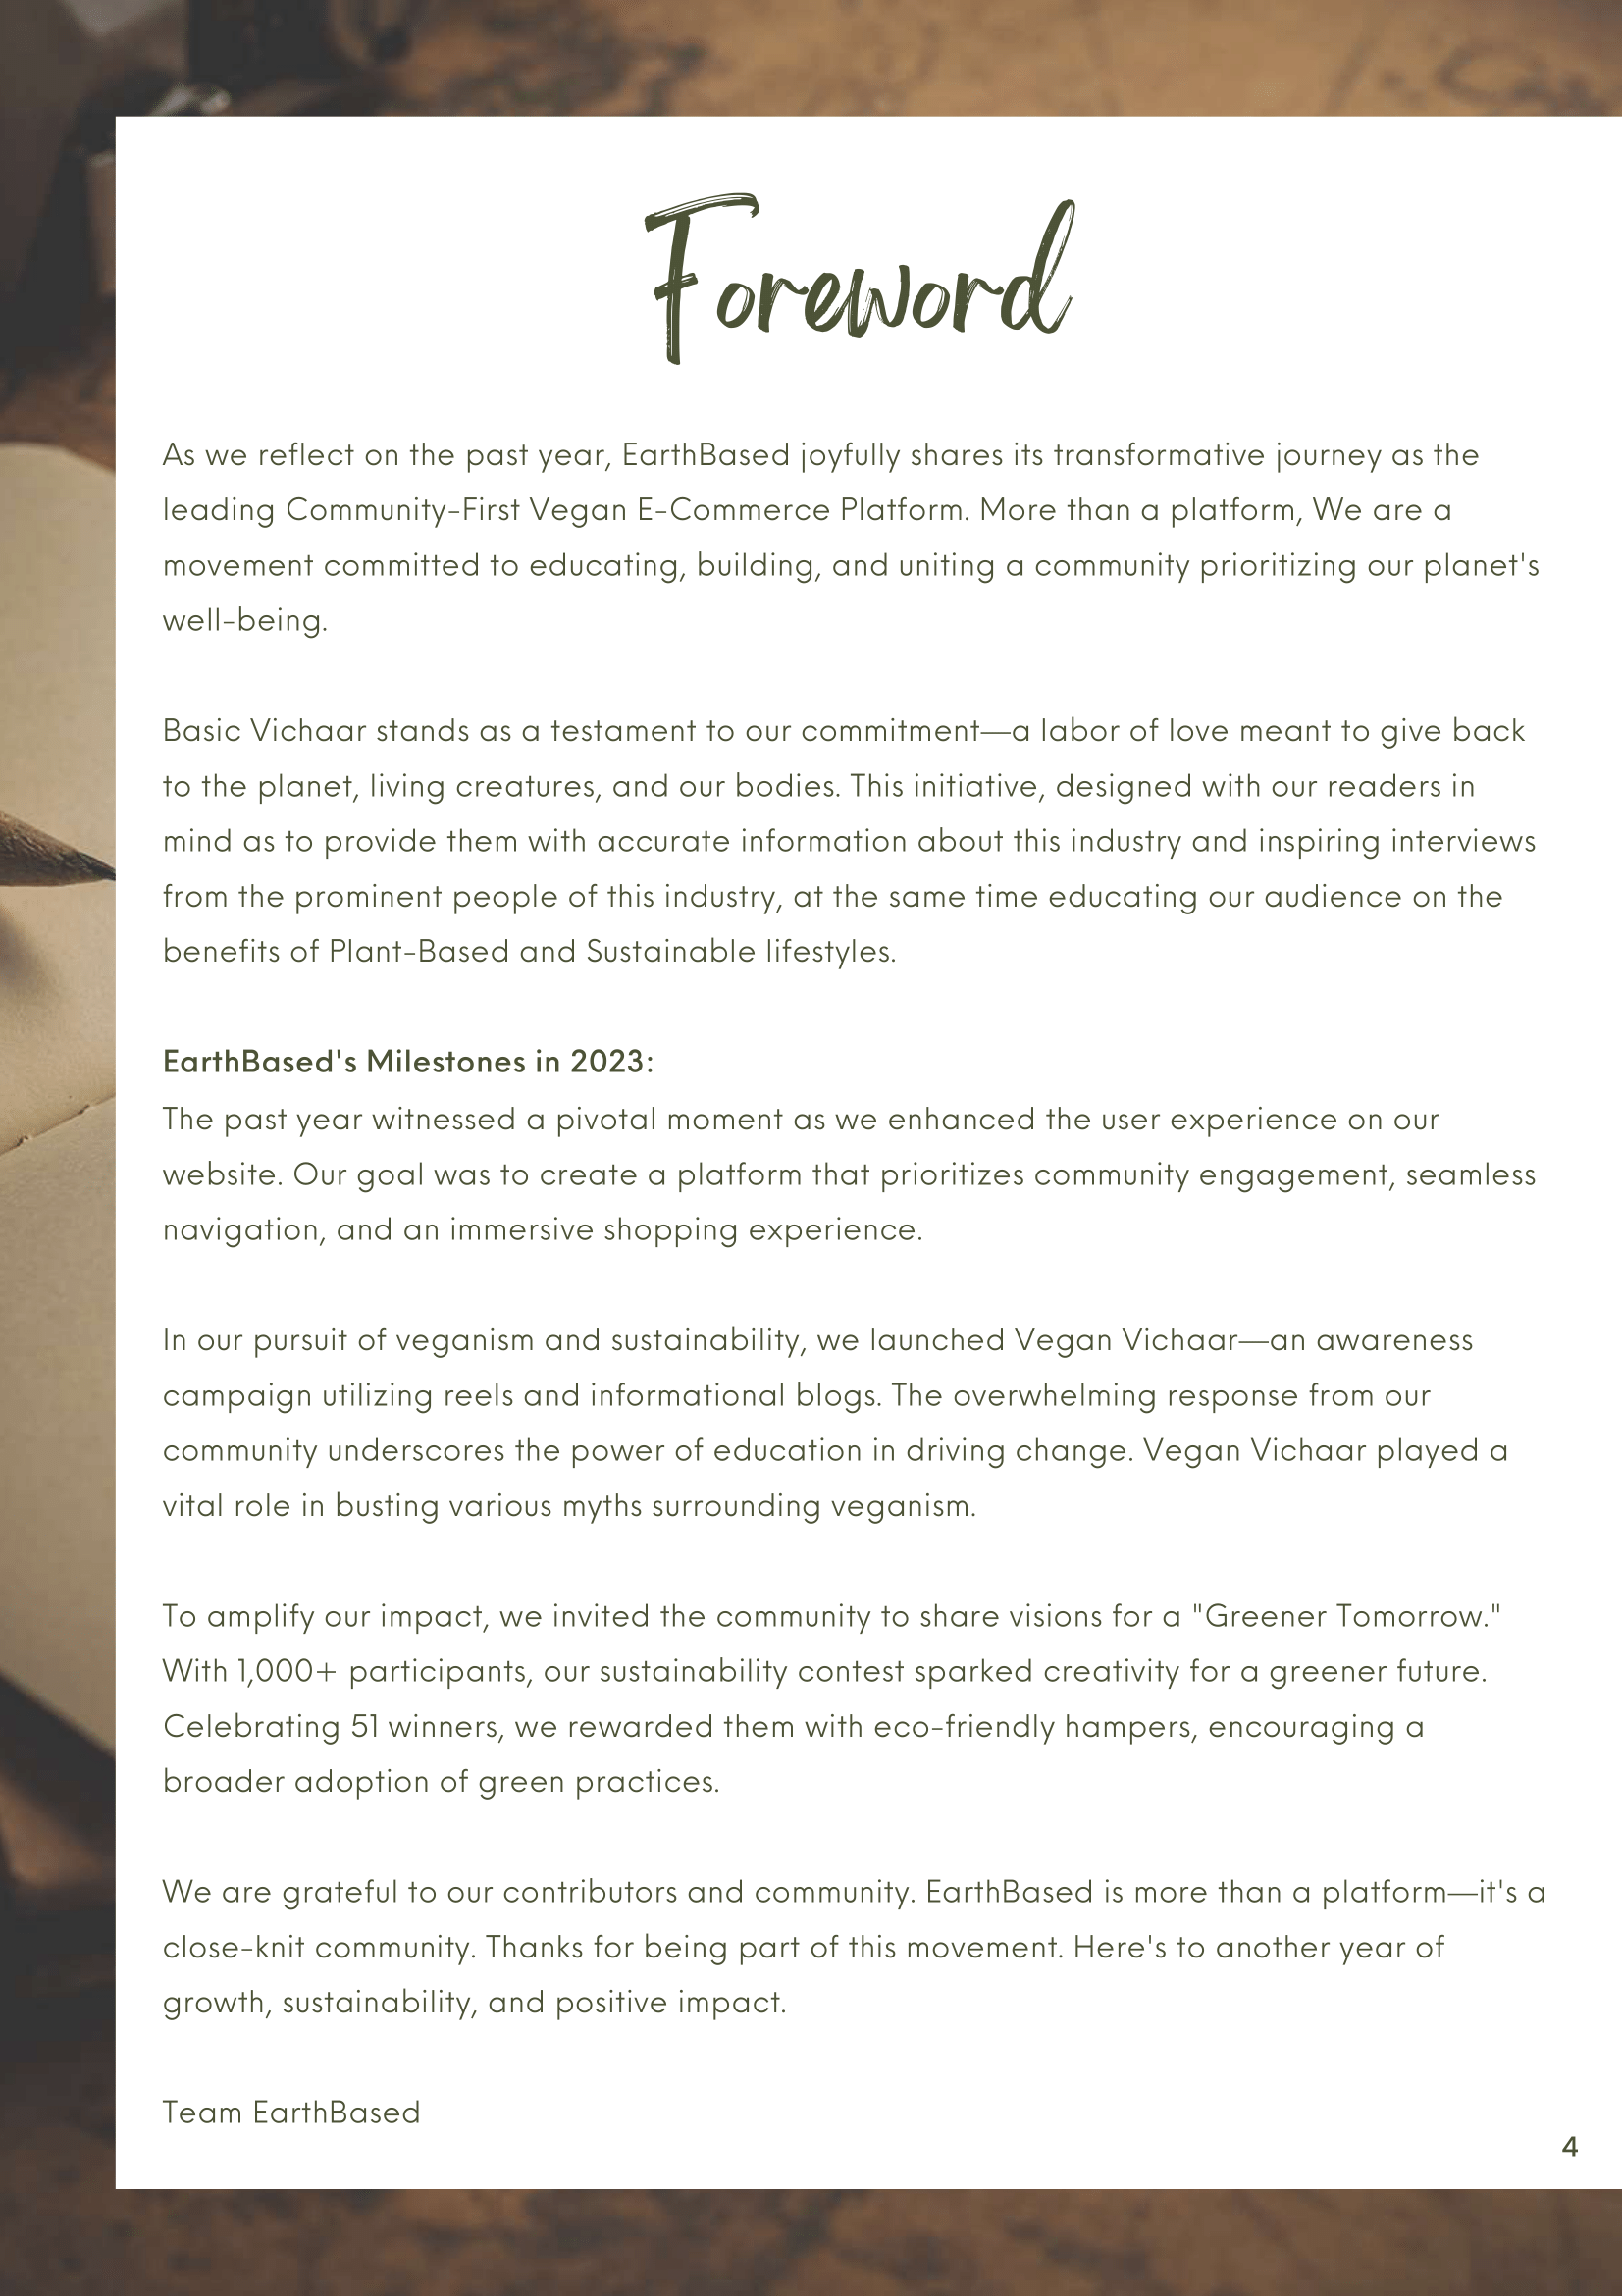 Foreword
As we reflect on the past year, EarthBased joyfully shares its transformative journey as the
leading Community-First Vegan E-Commerce Platform. More than a platform, We are a
movement committed to educating, building, and uniting a community prioritizing our planet's
well-being.
Basic Vichaar stands as a testament to our commitment—a labor of love meant to give back
to the planet, living creatures, and our bodies. This initiative, designed with our readers in
mind as to provide them with accurate information about this industry and inspiring interviews
from the prominent people of this industry, at the same time educating our audience on the
benefits of Plant-Based and Sustainable lifestyles.
EarthBased's Milestones in 2023:
The past year witnessed a pivotal moment as we enhanced the user experience on our
website. Our goal was to create a platform that prioritizes community engagement, seamless
navigation, and an immersive shopping experience.
In our pursuit of veganism and sustainability, we launched Vegan Vichaar—an awareness
campaign utilizing reels and informational blogs. The overwhelming response from our
community underscores the power of education in driving change. Vegan Vichaar played a
vital role in busting various myths surrounding veganism.
To amplify our impact, we invited the community to share visions for a "Greener Tomorrow."
With 1,000+ participants, our sustainability contest sparked creativity for a greener future.
Celebrating 51 winners, we rewarded them with eco-friendly hampers, encouraging a
broader adoption of green practices.
We are grateful to our contributors and community. EarthBased is more than a platform—it's a
close-knit community. Thanks for being part of this movement. Here's to another year of
growth, sustainability, and positive impact.
Team EarthBased
4